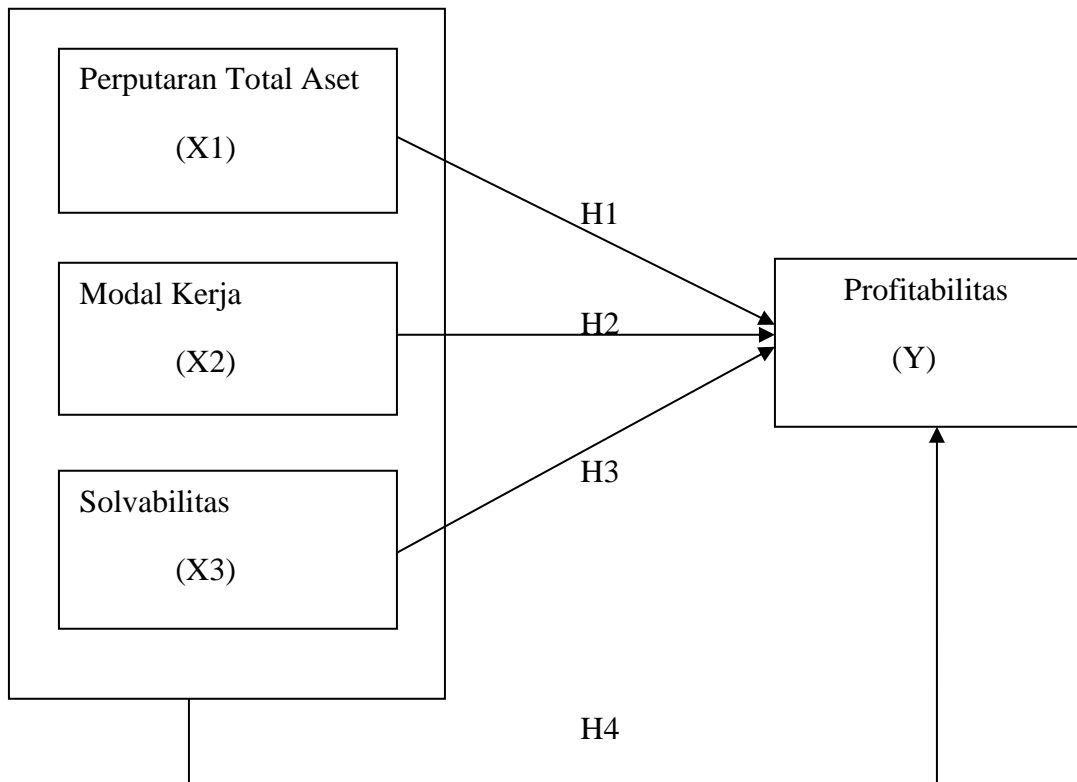 Perputaran Total Aset
(X1)
H1
Modal Kerja
(X2)
H2
Profitabilitas
(Y)
Solvabilitas
(X3)
H3
H4